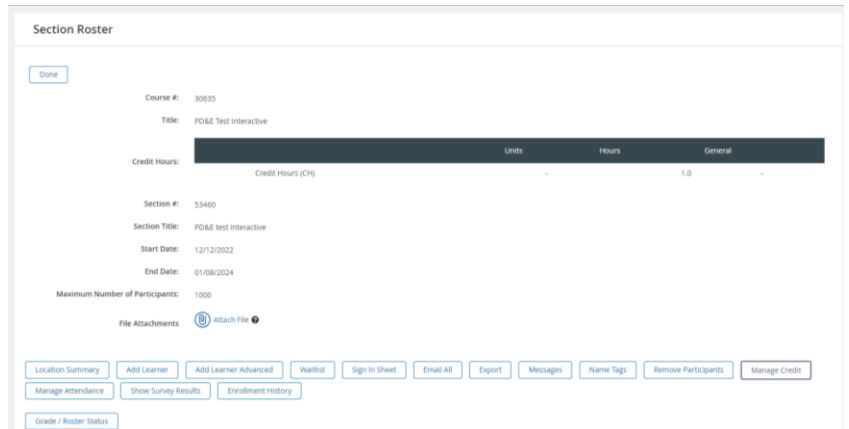 Section Roster
Done
Course #: 30635
Title: PD&E Test Interactive
Units Hours General
Credit Hours:
Credit Hours (CH) - 1.0 -
Section #: 53460
Section Title: PD&E test interactive
Start Date: 12/12/2022
End Date: 01/08/2024
Maximum Number of Participants: 1000
File Attachments Attach File ?
Location Summary Add Learner Add Learner Advanced Waitlist Sign In Sheet Email All Export Messages Name Tags Remove Participants Manage Credit
Manage Attendance Show Survey Results Enrollment History
Grade / Roster Status